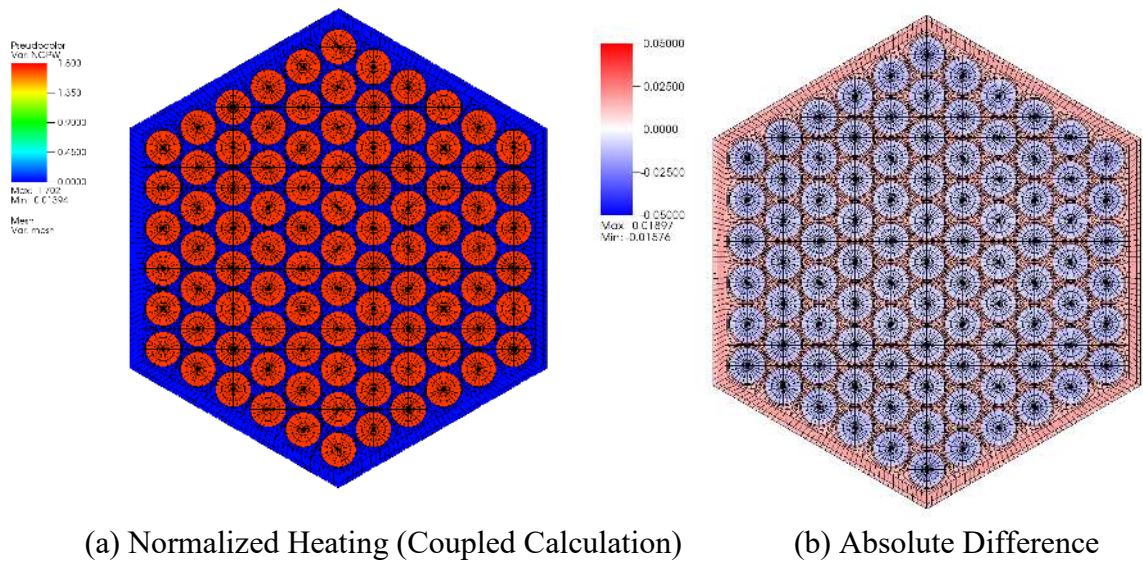 Pseudocolor
Var: NCPW
1.800
1.350
0.9000
0.4500
0.0000
Max: 1.702
Min: 0.01394
Mesh
Var: mesh
0.05000
0.02500
0.0000
-0.02500
-0.05000
Max: 0.01897
Min: -0.01576
(a) Normalized Heating (Coupled Calculation)
(b) Absolute Difference